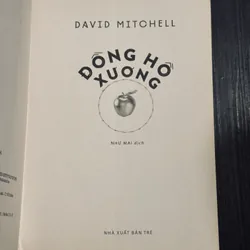 DAVID MITCHELL
ĐỒNG HỒ
XƯƠNG
NHÀ XUẤT BẢN TRẺ